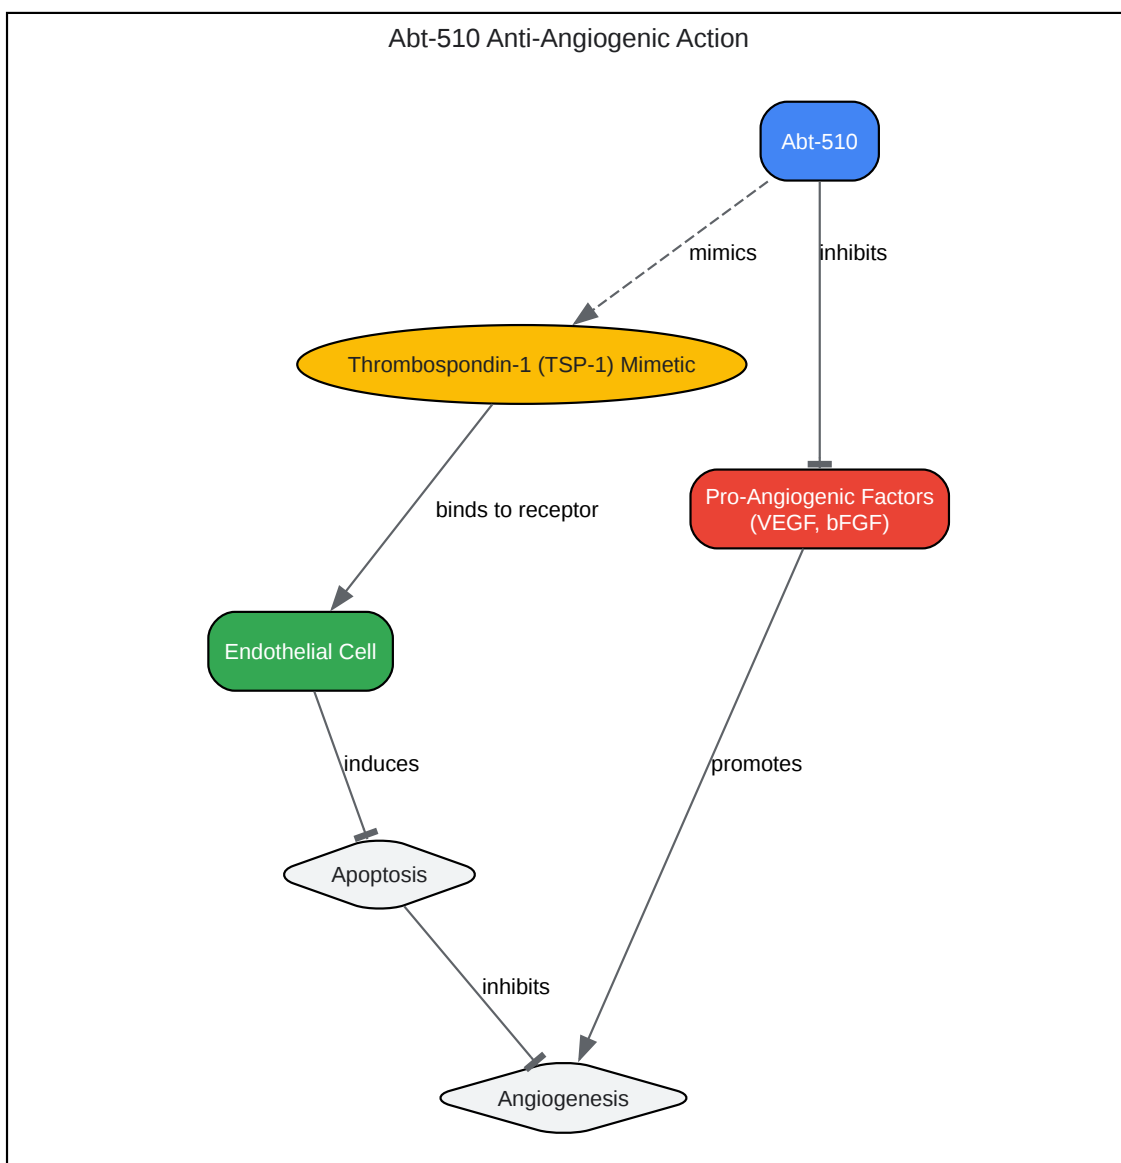 Abt-510 Anti-Angiogenic Action
Abt-510
mimics
inhibits
Thrombospondin-1 (TSP-1) Mimetic
binds to receptor
Pro-Angiogenic Factors
(VEGF, bFGF)
Endothelial Cell
induces
promotes
Apoptosis
inhibits
Angiogenesis